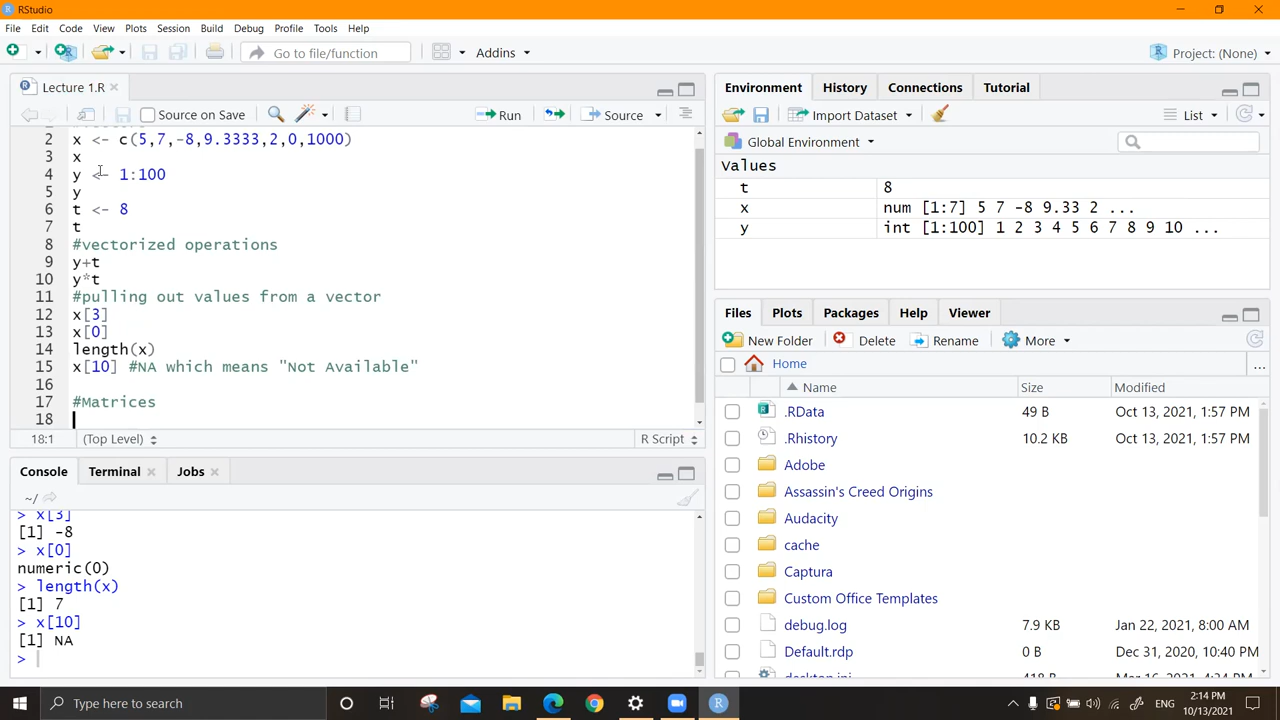 RStudio
File Edit Code View Plots Session Build Debug Profile Tools Help
Go to file/function Addins Project: (None)
Lecture 1.R
Source on Save Run Source
2 x <- c(5,7,-8,9.3333,2,0,1000)
3 x
4 y <- 1:100
5 y
6 t <- 8
7 t
8 #vectorized operations
9 y+t
10 y*t
11 #pulling out values from a vector
12 x[3]
13 x[0]
14 length(x)
15 x[10] #NA which means "Not Available"
16
17 #Matrices
18
18:1 (Top Level) R Script
Console Terminal Jobs
~/
> x[3]
[1] -8
> x[0]
numeric(0)
> length(x)
[1] 7
> x[10]
[1] NA
>
Environment History Connections Tutorial
Import Dataset List
Global Environment
Values
t 8
x num [1:7] 5 7 -8 9.33 2 ...
y int [1:100] 1 2 3 4 5 6 7 8 9 10 ...
Files Plots Packages Help Viewer
New Folder Delete Rename More
Home ...
Name Size Modified
.RData 49 B Oct 13, 2021, 1:57 PM
.Rhistory 10.2 KB Oct 13, 2021, 1:57 PM
Adobe
Assassin's Creed Origins
Audacity
cache
Captura
Custom Office Templates
debug.log 7.9 KB Jan 22, 2021, 8:00 AM
Default.rdp 0 B Dec 31, 2020, 10:40 PM
desktop.ini 418 B Mar 16, 2021, 4:36 PM
Type here to search ENG 2:14 PM
10/13/2021